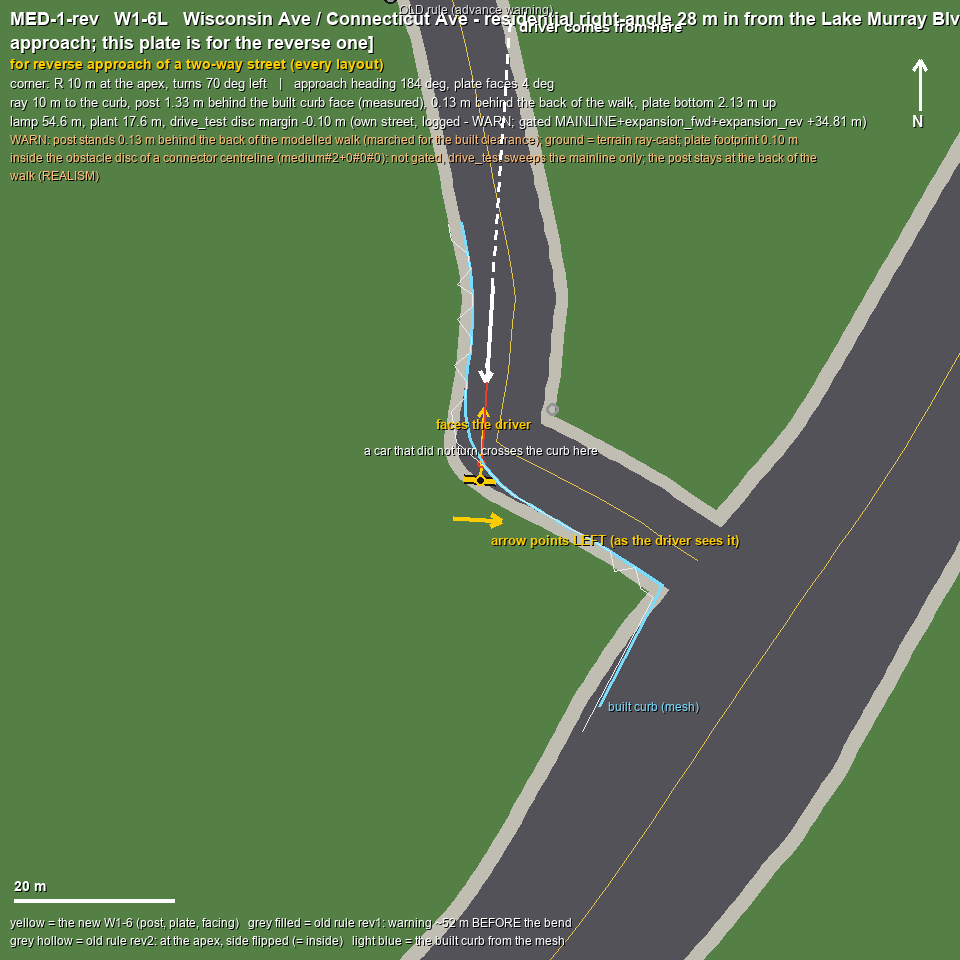 OLD rule (advance warning)
MED-1-rev   W1-6L   Wisconsin Ave / Connecticut Ave - residential right-angle 28 m in from the Lake Murray Blv
driver comes from here
approach; this plate is for the reverse one]
for reverse approach of a two-way street (every layout)
corner: R 10 m at the apex, turns 70 deg left   |   approach heading 184 deg, plate faces 4 deg
ray 10 m to the curb, post 1.33 m behind the built curb face (measured), 0.13 m behind the back of the walk, plate bottom 2.13 m up
lamp 54.6 m, plant 17.6 m, drive_test disc margin -0.10 m (own street, logged - WARN; gated MAINLINE+expansion_fwd+expansion_rev +34.81 m)
WARN: post stands 0.13 m behind the back of the modelled walk (marched for the built clearance); ground = terrain ray-cast; plate footprint 0.10 m
inside the obstacle disc of a connector centreline (medium#2+0#0#0): not gated, drive_test sweeps the mainline only; the post stays at the back of the
walk (REALISM)
N
faces the driver
a car that did not turn crosses the curb here
arrow points LEFT (as the driver sees it)
built curb (mesh)
20 m
yellow = the new W1-6 (post, plate, facing)   grey filled = old rule rev1: warning ~52 m BEFORE the bend
grey hollow = old rule rev2: at the apex, side flipped (= inside)   light blue = the built curb from the mesh